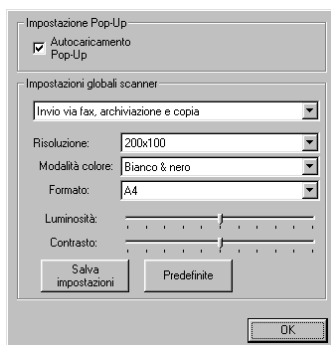 Impostazione Pop-Up
Autocaricamento
Pop-Up
Impostazioni globali scanner
Invio via fax, archiviazione e copia
Risoluzione: 200x100
Modalità colore: Bianco & nero
Formato: A4
Luminosità:
Contrasto:
Salva impostazioni
Predefinite
OK